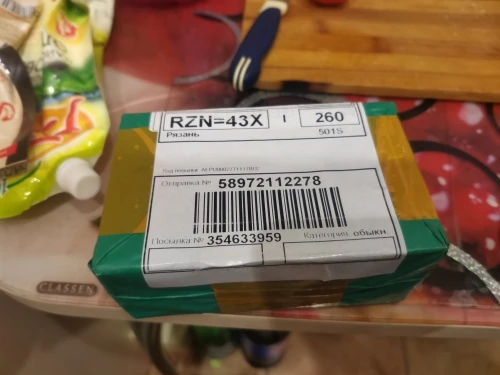 RZN=43X I 260
Рязань 501S
Отправка № 58972112278
Посылка № 354633959 Категория: обыкн.
CLASSEN